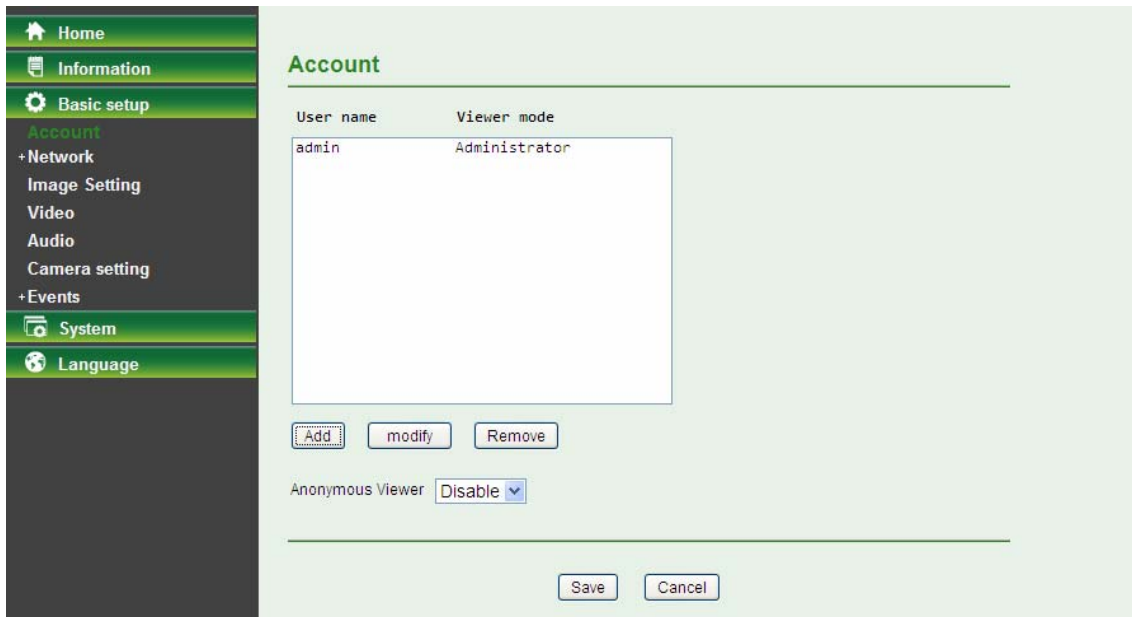 Home
Information
Basic setup
Account
+Network
Image Setting
Video
Audio
Camera setting
+Events
System
Language
Account
User name Viewer mode
admin Administrator
Add modify Remove
Anonymous Viewer Disable
Save Cancel